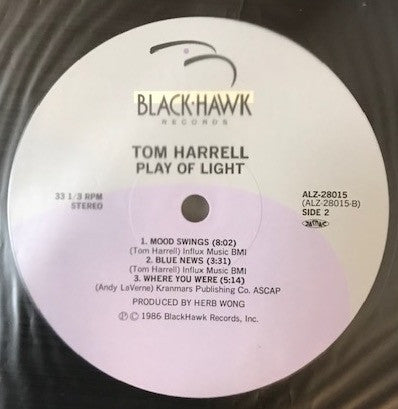 BLACK·HAWK
RECORDS
TOM HARRELL
PLAY OF LIGHT
33 1/3 RPM
STEREO
ALZ-28015
(ALZ-28015-B)
SIDE 2
1. MOOD SWINGS (8:02)
(Tom Harrell) Influx Music BMI
2. BLUE NEWS (3:31)
(Tom Harrell) Influx Music BMI
3. WHERE YOU WERE (5:14)
(Andy LaVerne) Kranmars Publishing Co. ASCAP
PRODUCED BY HERB WONG
℗ © 1986 BlackHawk Records, Inc.